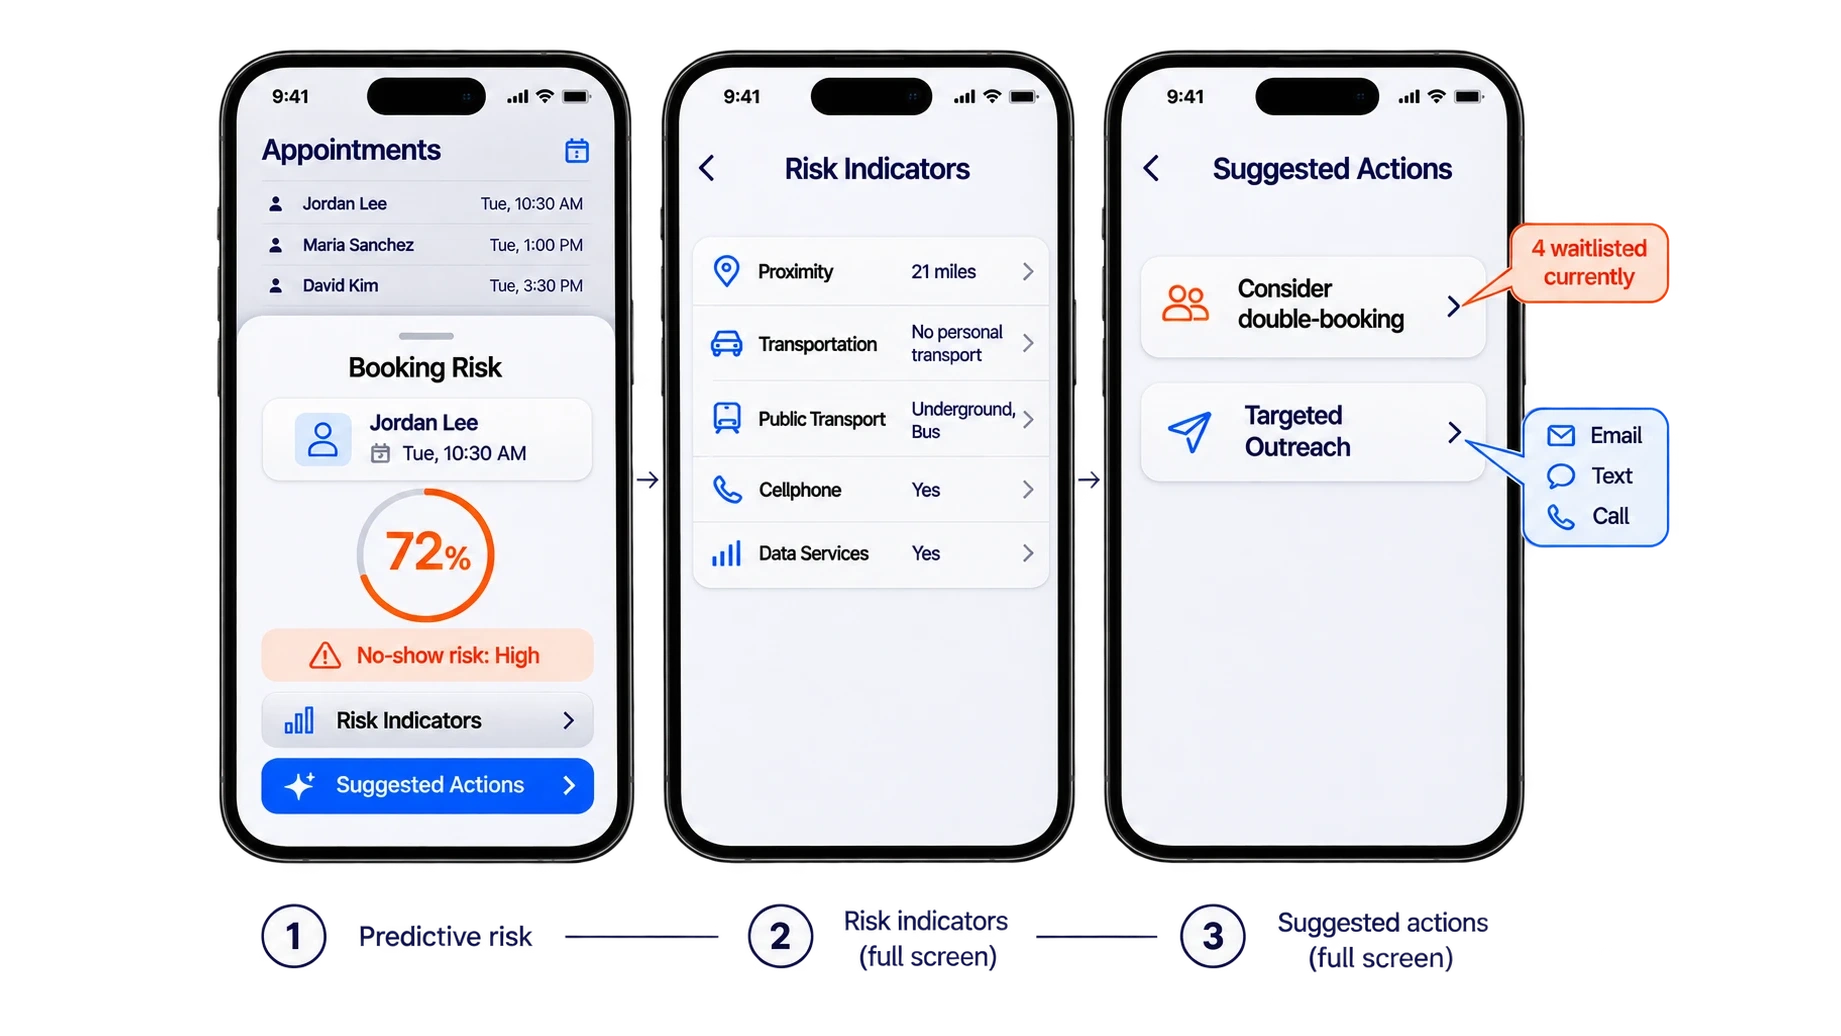 9:41
Appointments
Jordan Lee Tue, 10:30 AM
Maria Sanchez Tue, 1:00 PM
David Kim Tue, 3:30 PM
Booking Risk
Jordan Lee
Tue, 10:30 AM
72%
No-show risk: High
Risk Indicators
Suggested Actions
9:41
Risk Indicators
Proximity 21 miles
Transportation No personal
transport
Public Transport Underground,
Bus
Cellphone Yes
Data Services Yes
9:41
Suggested Actions
Consider
double-booking
4 waitlisted
currently
Targeted
Outreach
Email
Text
Call
1 Predictive risk
2 Risk indicators
(full screen)
3 Suggested actions
(full screen)